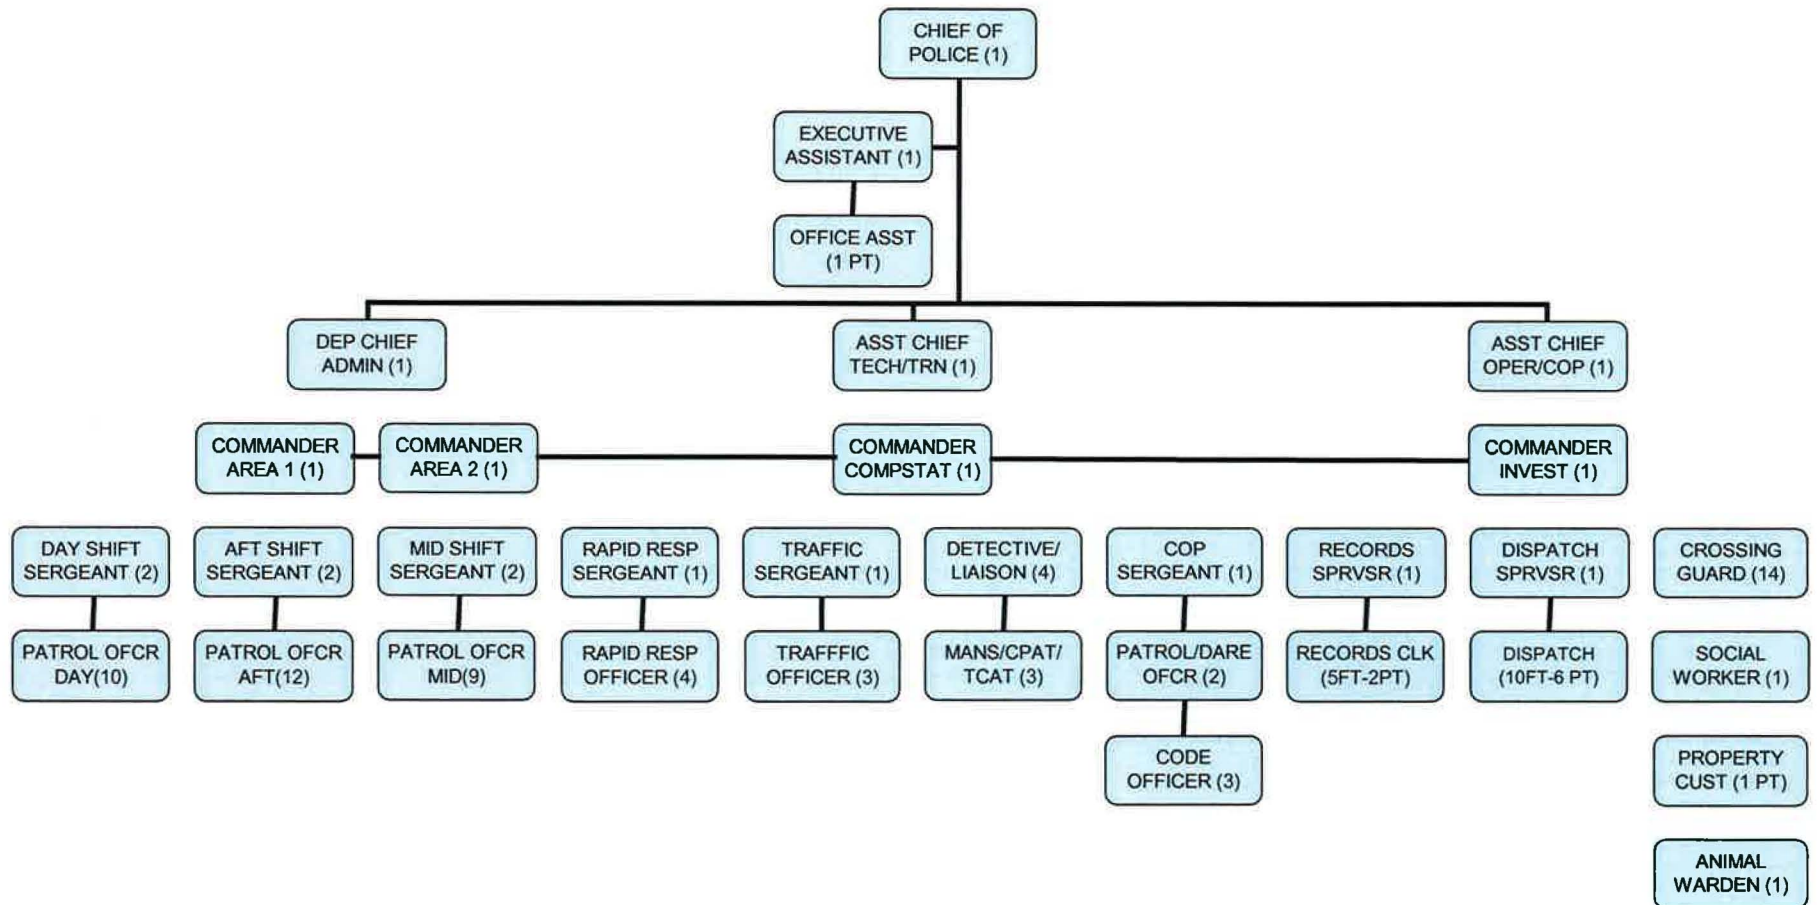 CHIEF OF
POLICE (1)
EXECUTIVE
ASSISTANT (1)
OFFICE ASST
(1 PT)
DEP CHIEF
ADMIN (1)
ASST CHIEF
TECH/TRN (1)
ASST CHIEF
OPER/COP (1)
COMMANDER
AREA 1 (1)
COMMANDER
AREA 2 (1)
COMMANDER
COMPSTAT (1)
COMMANDER
INVEST (1)
DAY SHIFT
SERGEANT (2)
AFT SHIFT
SERGEANT (2)
MID SHIFT
SERGEANT (2)
RAPID RESP
SERGEANT (1)
TRAFFIC
SERGEANT (1)
DETECTIVE/
LIAISON (4)
COP
SERGEANT (1)
RECORDS
SPRVSR (1)
DISPATCH
SPRVSR (1)
CROSSING
GUARD (14)
PATROL OFCR
DAY(10)
PATROL OFCR
AFT(12)
PATROL OFCR
MID(9)
RAPID RESP
OFFICER (4)
TRAFFFIC
OFFICER (3)
MANS/CPAT/
TCAT (3)
PATROL/DARE
OFCR (2)
RECORDS CLK
(5FT-2PT)
DISPATCH
(10FT-6 PT)
SOCIAL
WORKER (1)
CODE
OFFICER (3)
PROPERTY
CUST (1 PT)
ANIMAL
WARDEN (1)